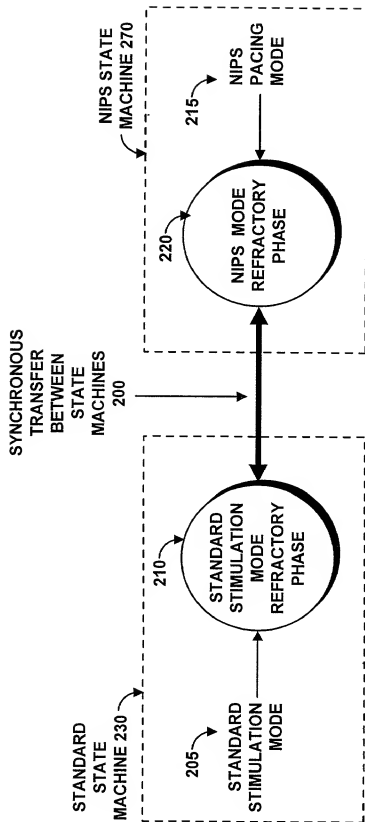 SYNCHRONOUS
TRANSFER
BETWEEN
STATE
MACHINES
200
STANDARD
STATE
MACHINE 230
205
STANDARD
STIMULATION
MODE
210
STANDARD
STIMULATION
MODE
REFRACTORY
PHASE
NIPS STATE
MACHINE 270
220
NIPS MODE
REFRACTORY
PHASE
215
NIPS
PACING
MODE